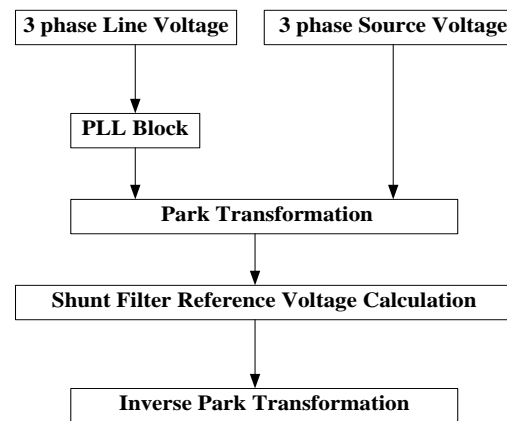 3 phase Line Voltage
3 phase Source Voltage
PLL Block
Park Transformation
Shunt Filter Reference Voltage Calculation
Inverse Park Transformation